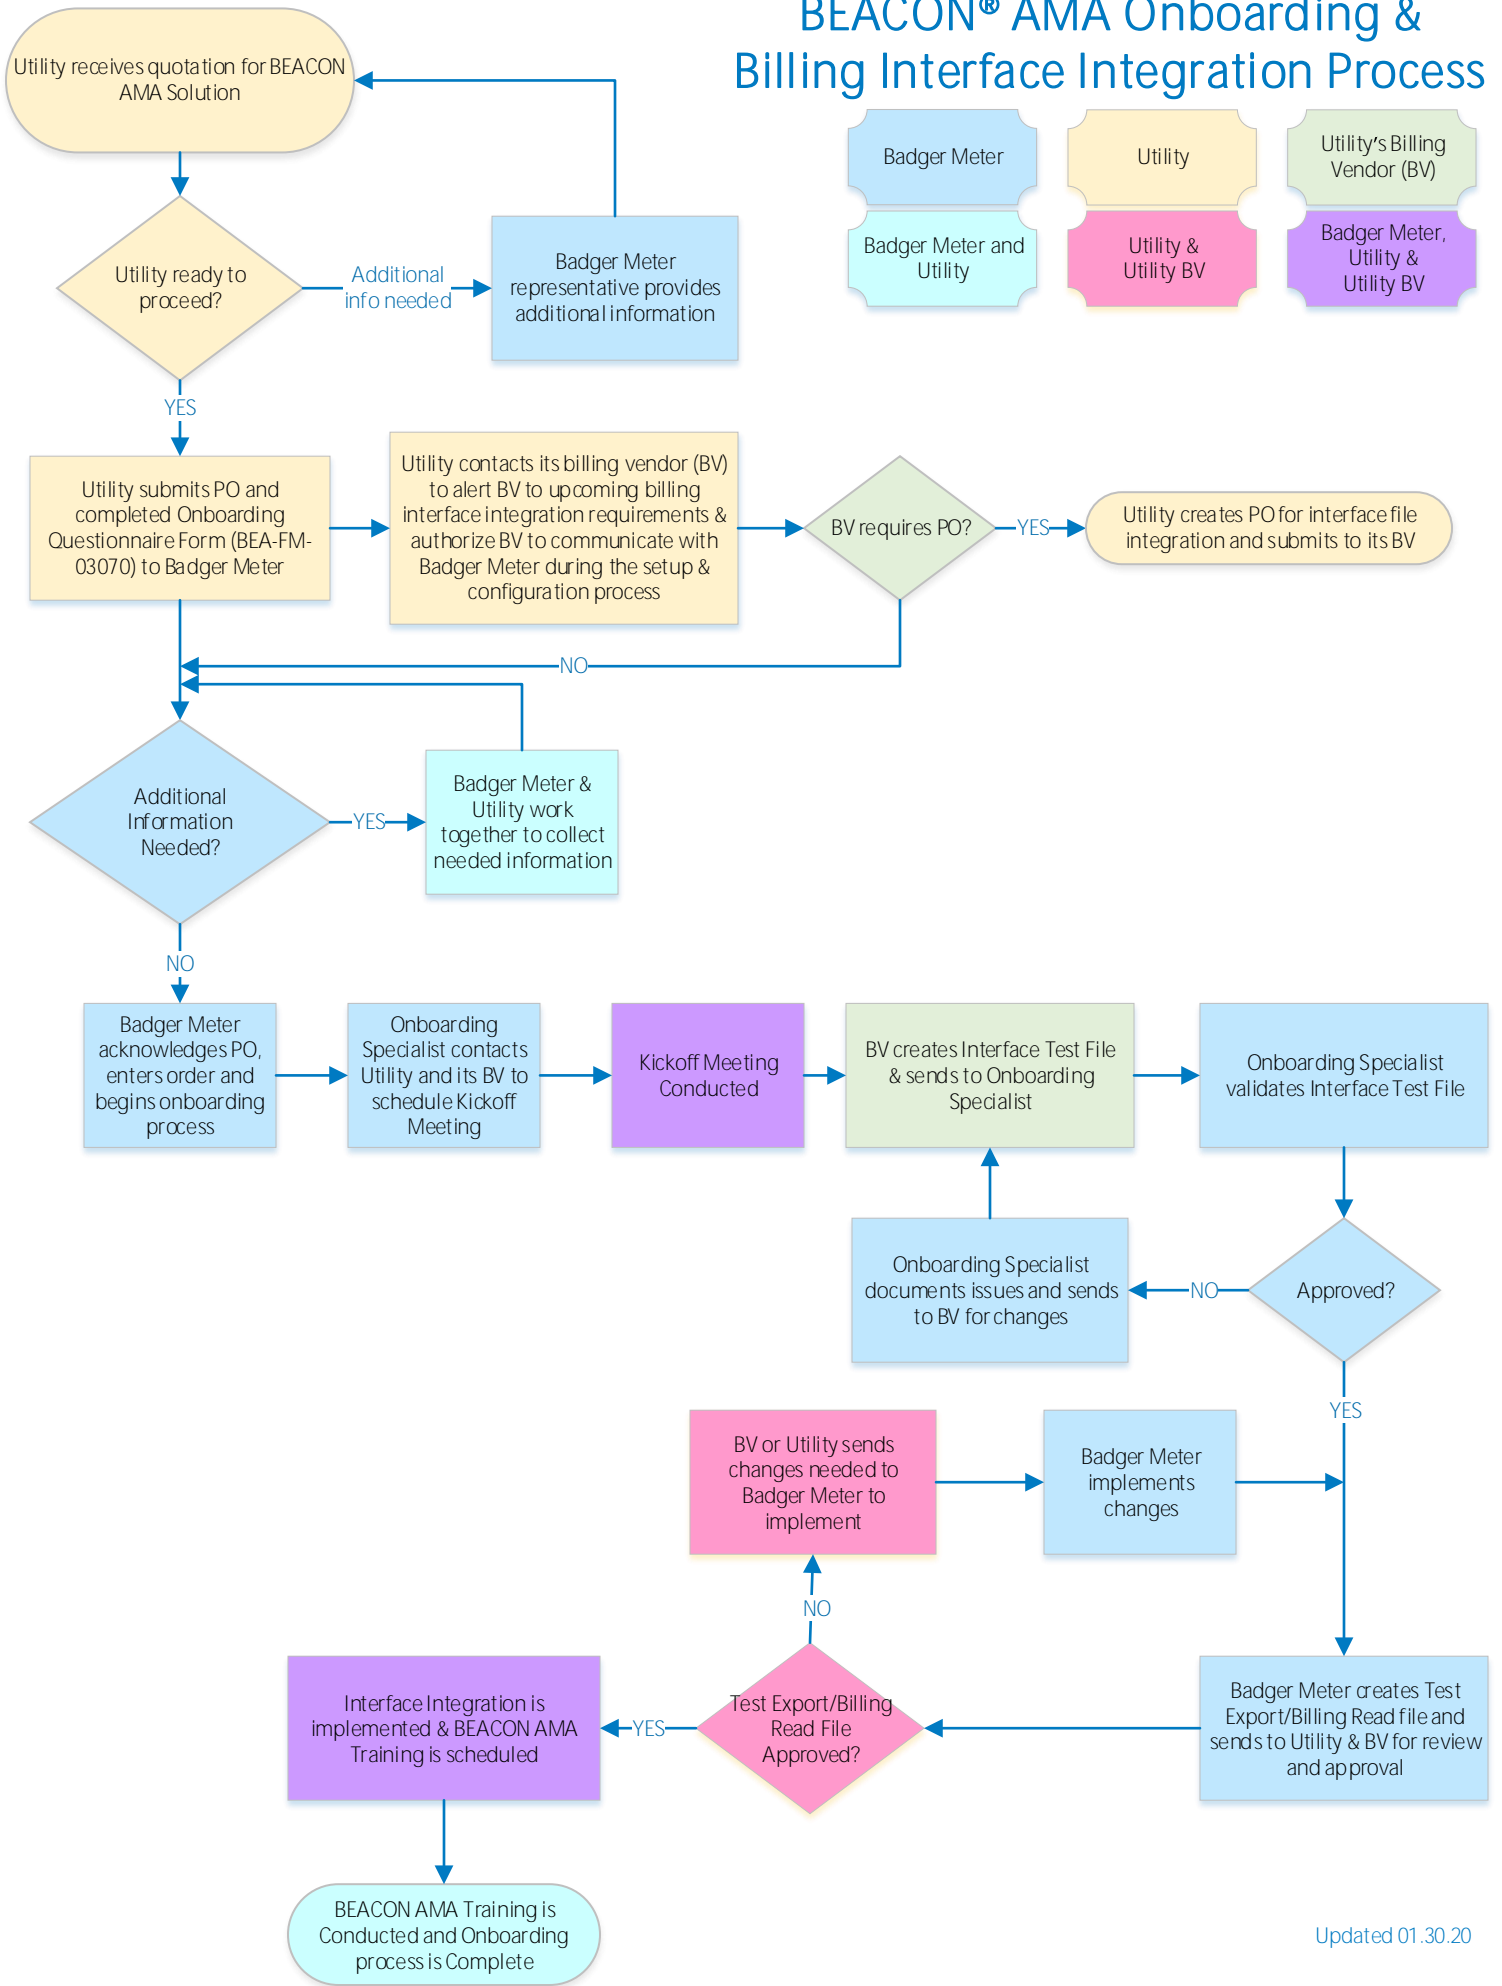 BEACON® AMA Onboarding &
Billing Interface Integration Process
Badger Meter
Utility
Utility's Billing
Vendor (BV)
Badger Meter and
Utility
Utility &
Utility BV
Badger Meter,
Utility &
Utility BV
Utility receives quotation for BEACON
AMA Solution
Utility ready to
proceed?
Additional
info needed
Badger Meter
representative provides
additional information
YES
Utility submits PO and
completed Onboarding
Questionnaire Form (BEA-FM-
03070) to Badger Meter
Utility contacts its billing vendor (BV)
to alert BV to upcoming billing
interface integration requirements &
authorize BV to communicate with
Badger Meter during the setup &
configuration process
BV requires PO?
YES
Utility creates PO for interface file
integration and submits to its BV
NO
Additional
Information
Needed?
YES
Badger Meter &
Utility work
together to collect
needed information
NO
Badger Meter
acknowledges PO,
enters order and
begins onboarding
process
Onboarding
Specialist contacts
Utility and its BV to
schedule Kickoff
Meeting
Kickoff Meeting
Conducted
BV creates Interface Test File
& sends to Onboarding
Specialist
Onboarding Specialist
validates Interface Test File
Onboarding Specialist
documents issues and sends
to BV for changes
NO
Approved?
YES
BV or Utility sends
changes needed to
Badger Meter to
implement
Badger Meter
implements
changes
NO
Interface Integration is
implemented & BEACON AMA
Training is scheduled
YES
Test Export/Billing
Read File
Approved?
Badger Meter creates Test
Export/Billing Read file and
sends to Utility & BV for review
and approval
BEACON AMA Training is
Conducted and Onboarding
process is Complete
Updated 01.30.20